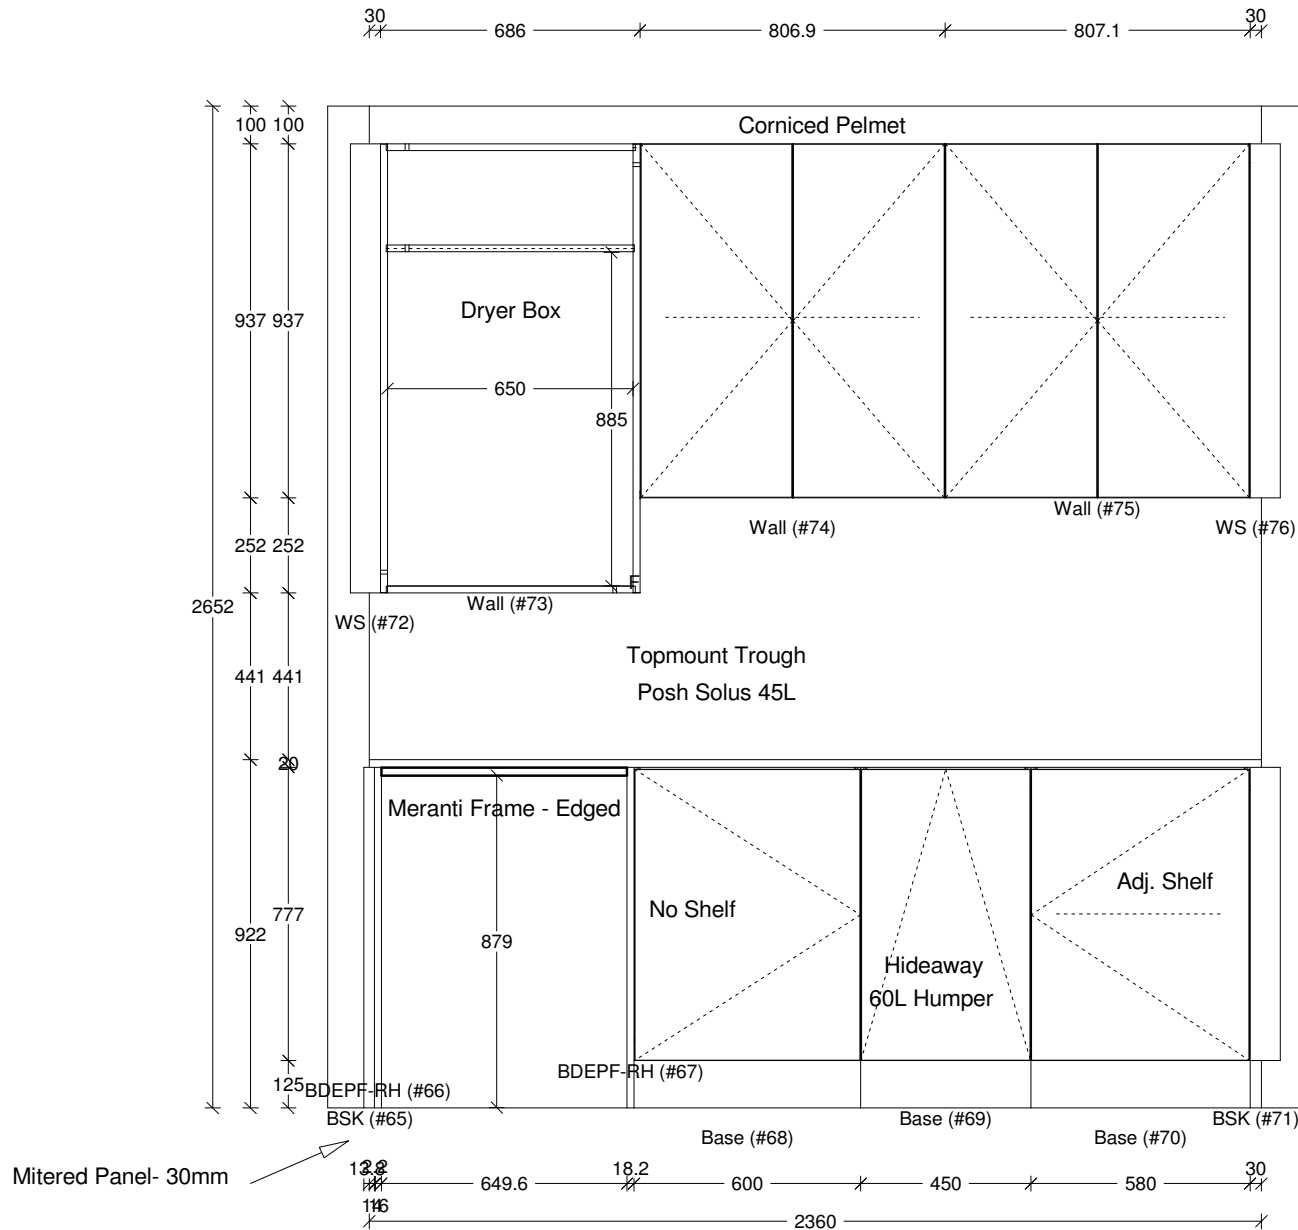 30
686
806.9
807.1
30
100
100
Corniced Pelmet
937
937
Dryer Box
650
885
Wall (#75)
Wall (#74)
WS (#76)
252
252
F
2652
Wall (#73)
WS (#72)
Topmount Trough
Posh Solus 45L
441
441
20
Meranti Frame - Edged
No Shelf
Adj. Shelf
777
922
879
Hideaway
60L Humper
125
BDEPF-RH (#66)
BDEPF-RH (#67)
BSK (#65)
Base (#68)
Base (#69)
Base (#70)
BSK (#71)
Mitered Panel- 30mm
649.6
18.2
600
450
580
30
2360